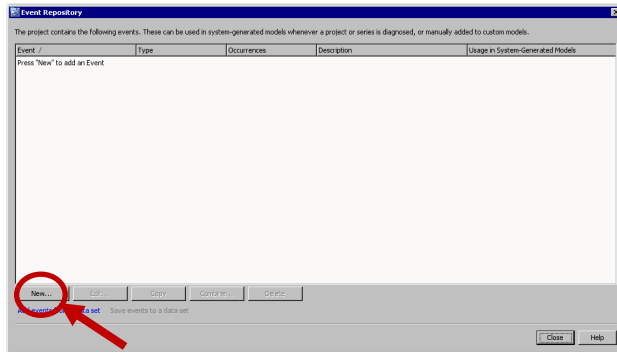 Event Repository
The project contains the following events. These can be used in system-generated models whenever a project or series is diagnosed, or manually added to custom models.
Event / Type Occurrences Description Usage in System-Generated Models
Press "New" to add an Event
New... Edit... Copy Combine... Delete
Add events data set Save events to a data set
Close Help